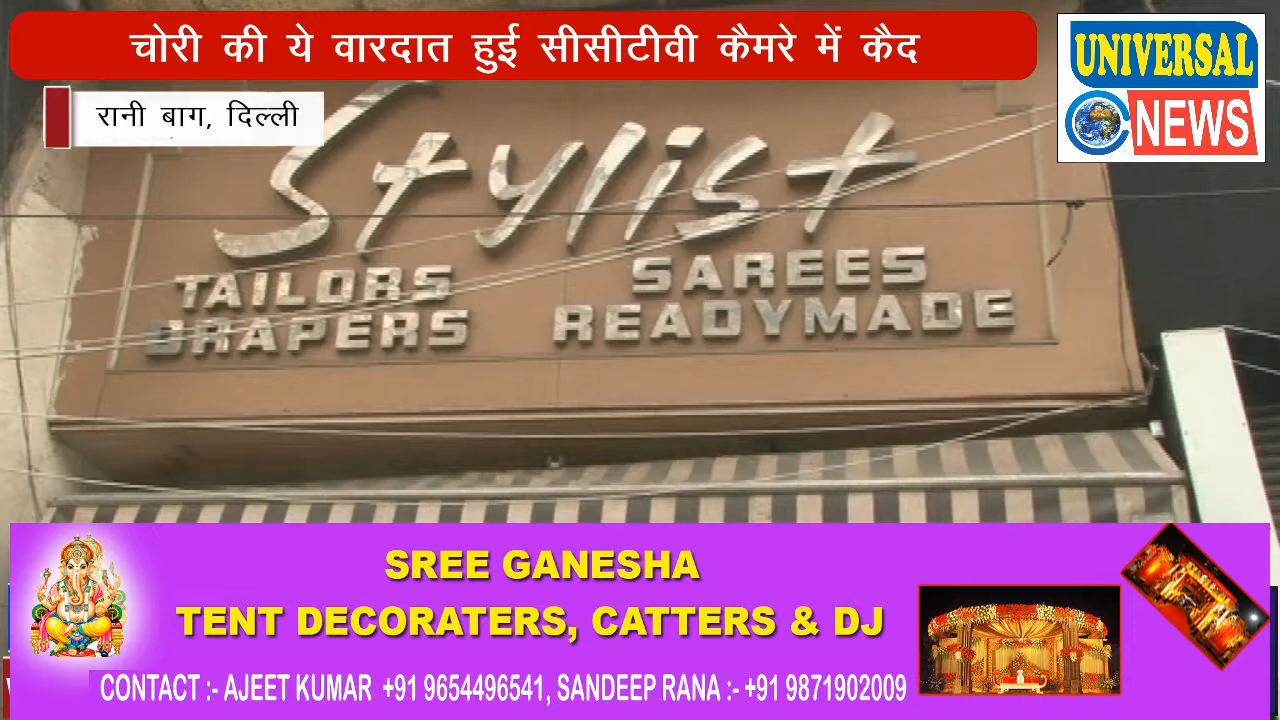 चोरी की ये वारदात हुई सीसीटीवी कैमरे में कैद
UNIVERSAL
NEWS
रानी बाग, दिल्ली
Stylist
TAILORS
DRAPERS
SAREES
READYMADE
SREE GANESHA
TENT DECORATERS, CATTERS & DJ
CONTACT :- AJEET KUMAR +91 9654496541, SANDEEP RANA :- +91 9871902009